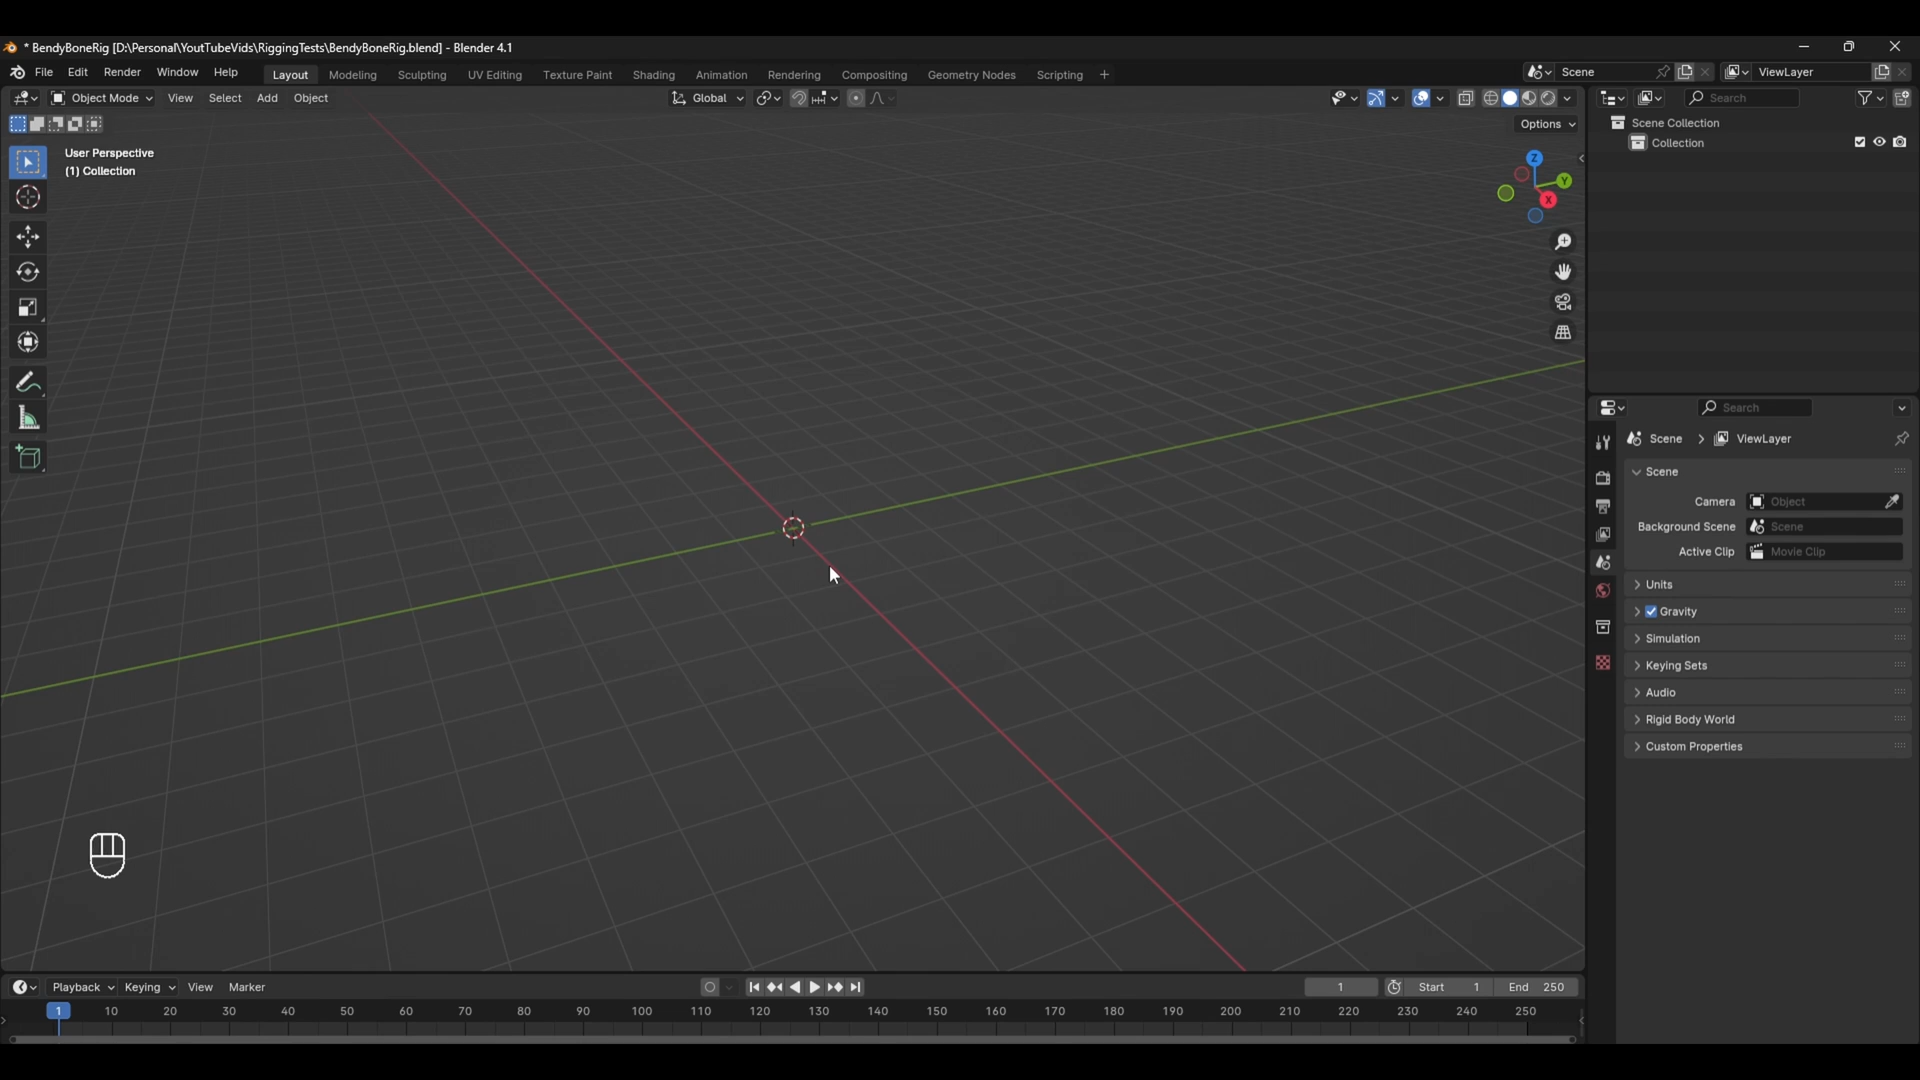 * BendyBoneRig [D:\Personal\YoutTubeVids\RiggingTests\BendyBoneRig.blend] - Blender 4.1
File Edit Render Window Help Layout Modeling Sculpting UV Editing Texture Paint Shading Animation Rendering Compositing Geometry Nodes Scripting + Scene ViewLayer
Object Mode View Select Add Object Global Search
Options
Scene Collection
Collection
User Perspective
(1) Collection
Z
Y
X
Search
Scene > ViewLayer
Scene
Camera Object
Background Scene Scene
Active Clip Movie Clip
Units
Gravity
Simulation
Keying Sets
Audio
Rigid Body World
Custom Properties
Playback Keying View Marker 1 Start 1 End 250
1 10 20 30 40 50 60 70 80 90 100 110 120 130 140 150 160 170 180 190 200 210 220 230 240 250